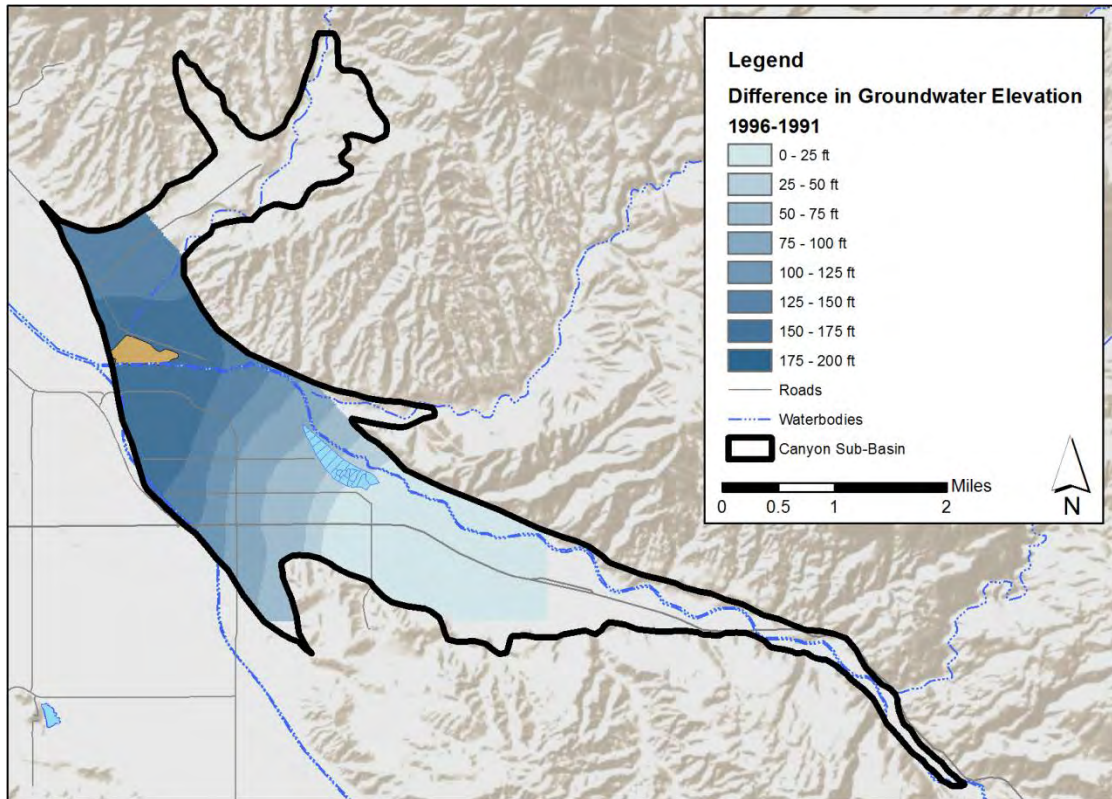 Legend
Difference in Groundwater Elevation
1996-1991
0 - 25 ft
25 - 50 ft
50 - 75 ft
75 - 100 ft
100 - 125 ft
125 - 150 ft
150 - 175 ft
175 - 200 ft
Roads
Waterbodies
Canyon Sub-Basin
Miles
0 0.5 1 2
N